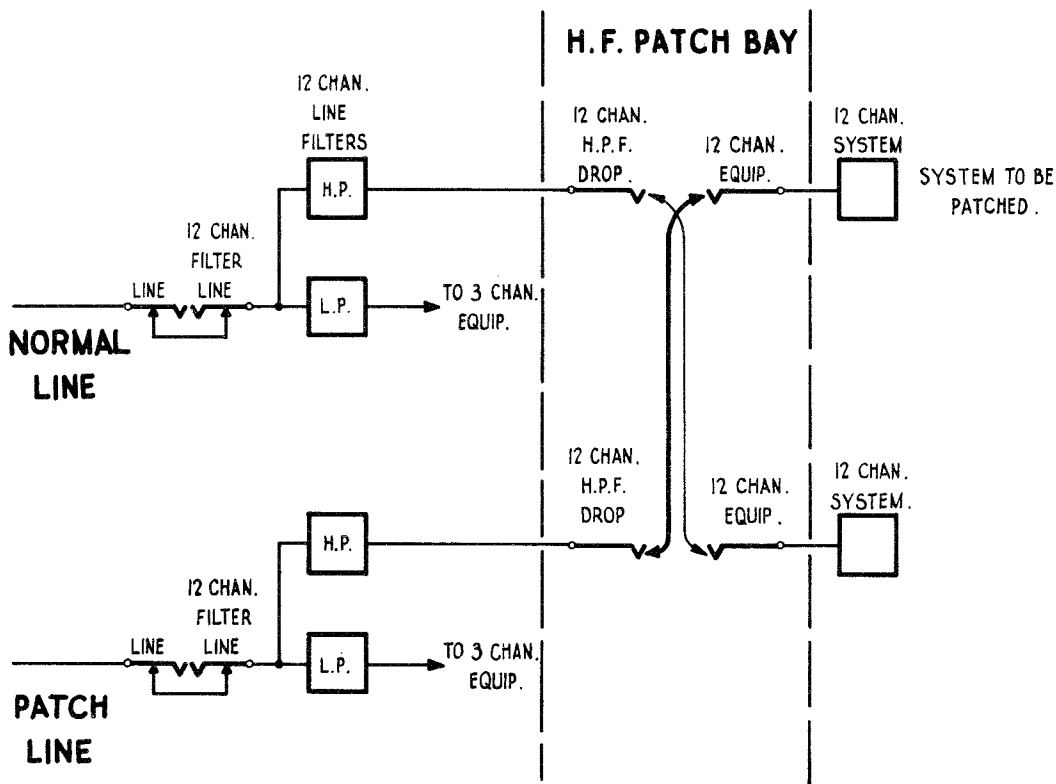 H.F. PATCH BAY
12 CHAN.
LINE
FILTERS
H.P.
12 CHAN.
H.P.F.
DROP.
12 CHAN.
EQUIP.
12 CHAN.
SYSTEM
SYSTEM TO BE
PATCHED.
12 CHAN.
FILTER
LINE
LINE
L.P.
TO 3 CHAN.
EQUIP.
NORMAL
LINE
12 CHAN.
H.P.F.
DROP
12 CHAN.
EQUIP.
12 CHAN.
SYSTEM.
H.P.
12 CHAN.
FILTER
LINE
LINE
L.P.
TO 3 CHAN.
EQUIP.
PATCH
LINE